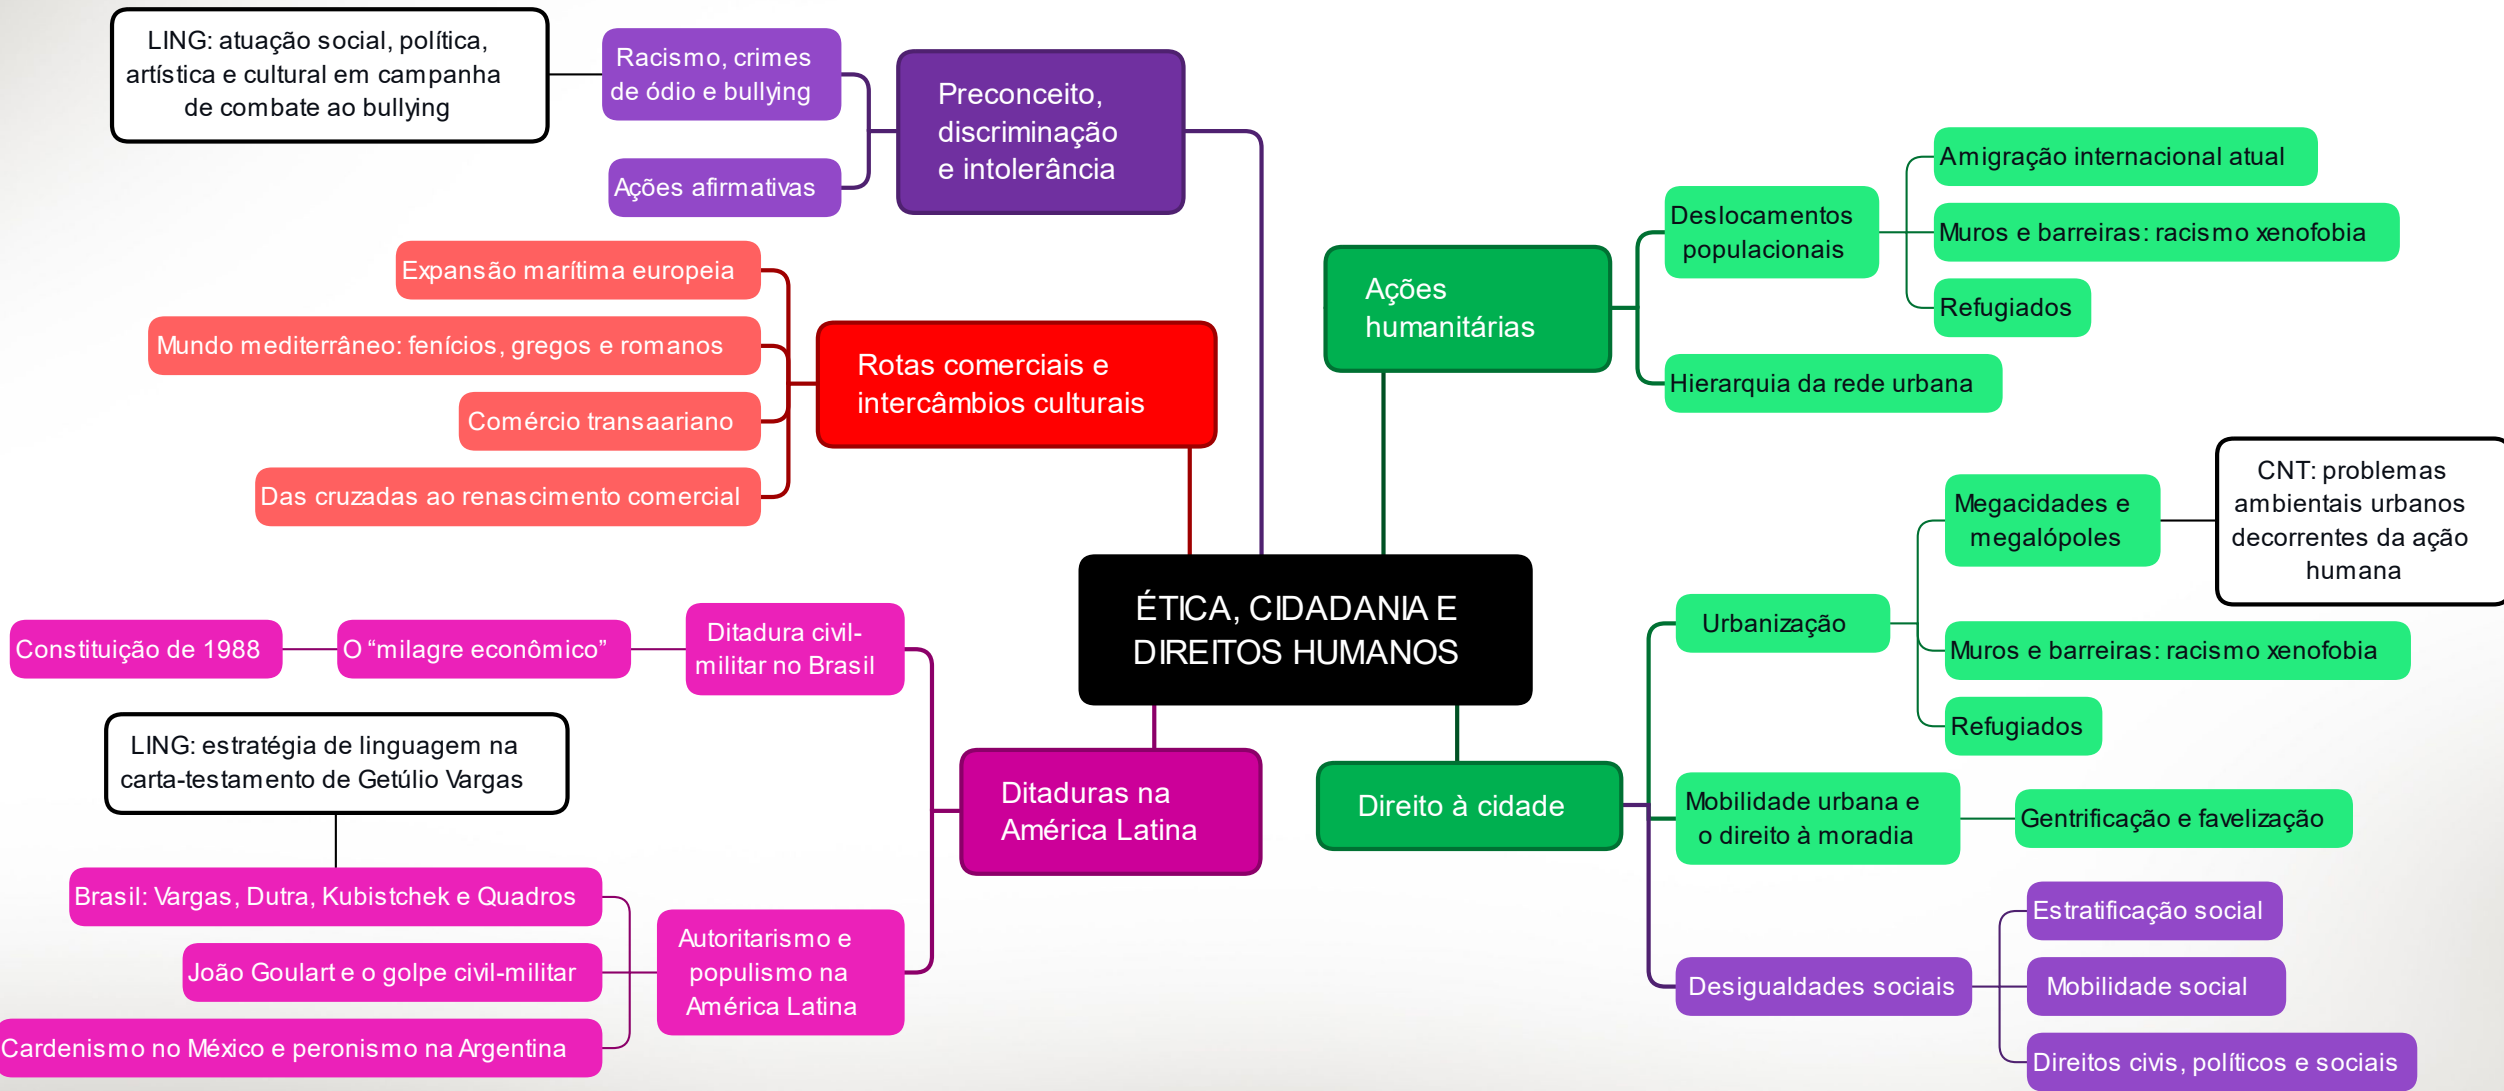 LING: atuação social, política,
artística e cultural em campanha
de combate ao bullying
Racismo, crimes
de ódio e bullying
Ações afirmativas
Preconceito,
discriminação
e intolerância
Expansão marítima europeia
Mundo mediterrâneo: fenícios, gregos e romanos
Comércio transaariano
Das cruzadas ao renascimento comercial
Rotas comerciais e
intercâmbios culturais
Ações
humanitárias
Deslocamentos
populacionais
A migração internacional atual
Muros e barreiras: racismo xenofobia
Refugiados
Hierarquia da rede urbana
ÉTICA, CIDADANIA E
DIREITOS HUMANOS
Constituição de 1988
O “milagre econômico”
Ditadura civil-
militar no Brasil
LING: estratégia de linguagem na
carta-testamento de Getúlio Vargas
Brasil: Vargas, Dutra, Kubistchek e Quadros
João Goulart e o golpe civil-militar
Cardenismo no México e peronismo na Argentina
Autoritarismo e
populismo na
América Latina
Ditaduras na
América Latina
Direito à cidade
Urbanização
Megacidades e
megalópoles
CNT: problemas
ambientais urbanos
decorrentes da ação
humana
Muros e barreiras: racismo xenofobia
Refugiados
Mobilidade urbana e
o direito à moradia
Gentrificação e favelização
Desigualdades sociais
Estratificação social
Mobilidade social
Direitos civis, políticos e sociais